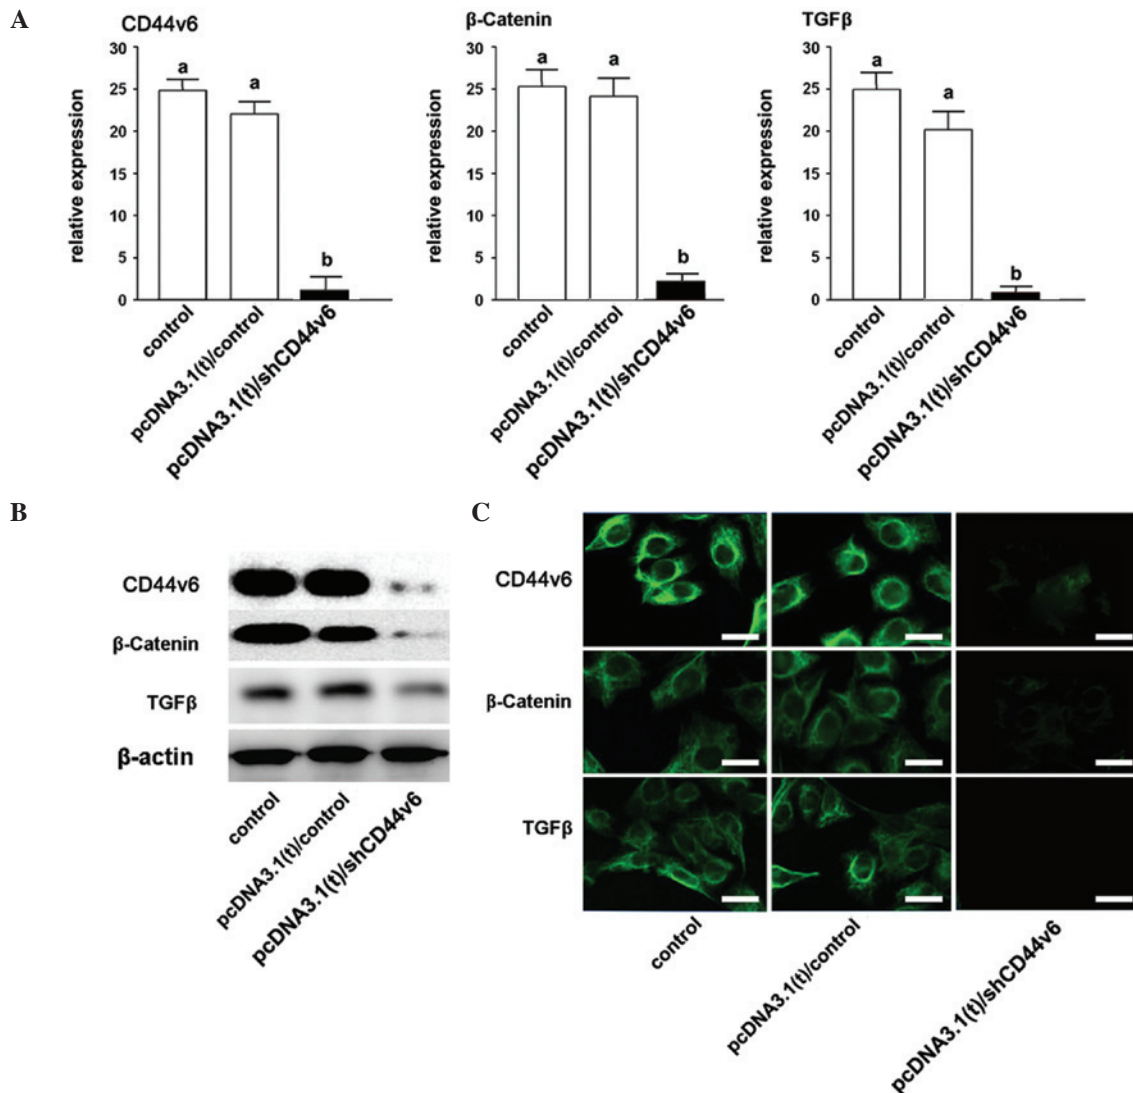 A
CD44v6
relative expression
30
25
20
15
10
5
0
a
a
b
control
pcDNA3.1(t)/control
pcDNA3.1(t)/shCD44v6
β-Catenin
relative expression
30
25
20
15
10
5
0
a
a
b
control
pcDNA3.1(t)/control
pcDNA3.1(t)/shCD44v6
TGFβ
relative expression
30
25
20
15
10
5
0
a
a
b
control
pcDNA3.1(t)/control
pcDNA3.1(t)/shCD44v6
B
CD44v6
β-Catenin
TGFβ
β-actin
control
pcDNA3.1(t)/control
pcDNA3.1(t)/shCD44v6
C
CD44v6
β-Catenin
TGFβ
control
pcDNA3.1(t)/control
pcDNA3.1(t)/shCD44v6